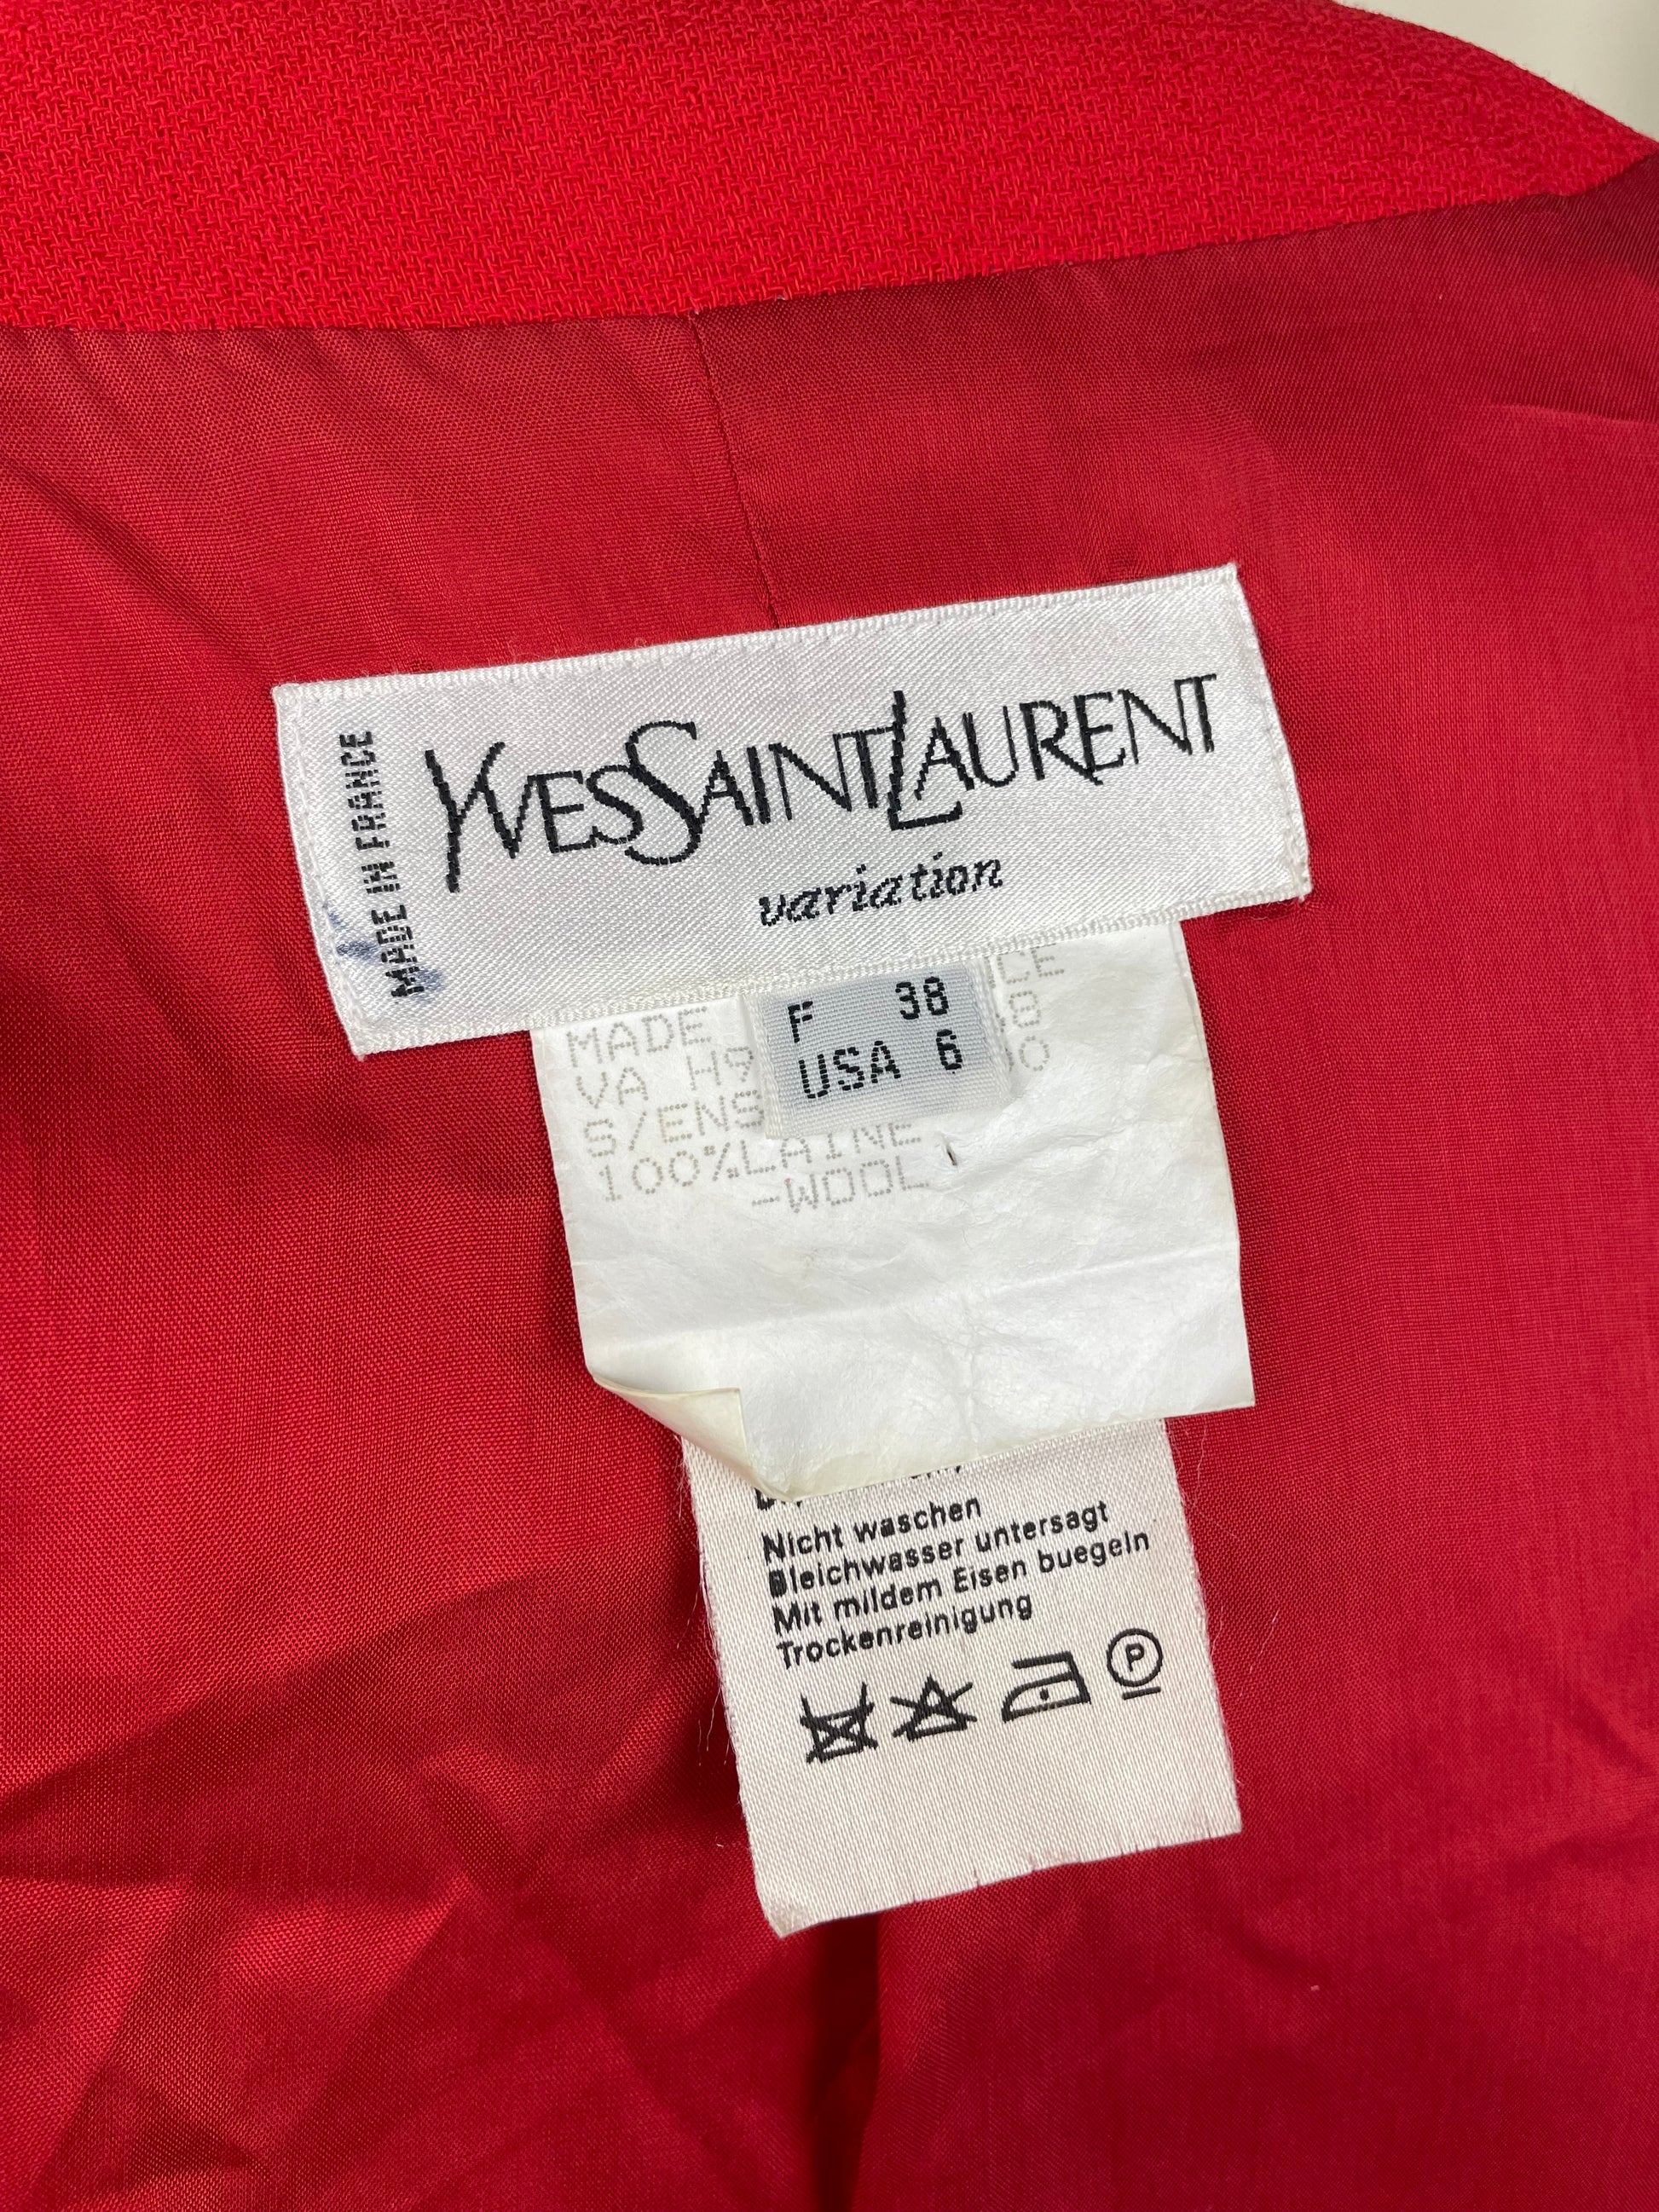 MADE IN FRANCE
YVESSAINTLAURENT
variation
F 38
USA 6
MADE
VA H9
S/ENS
100%LAINE
-WOOL
Nicht waschen
Bleichwasser untersagt
Mit mildem Eisen buegeln
Trockenreinigung
P